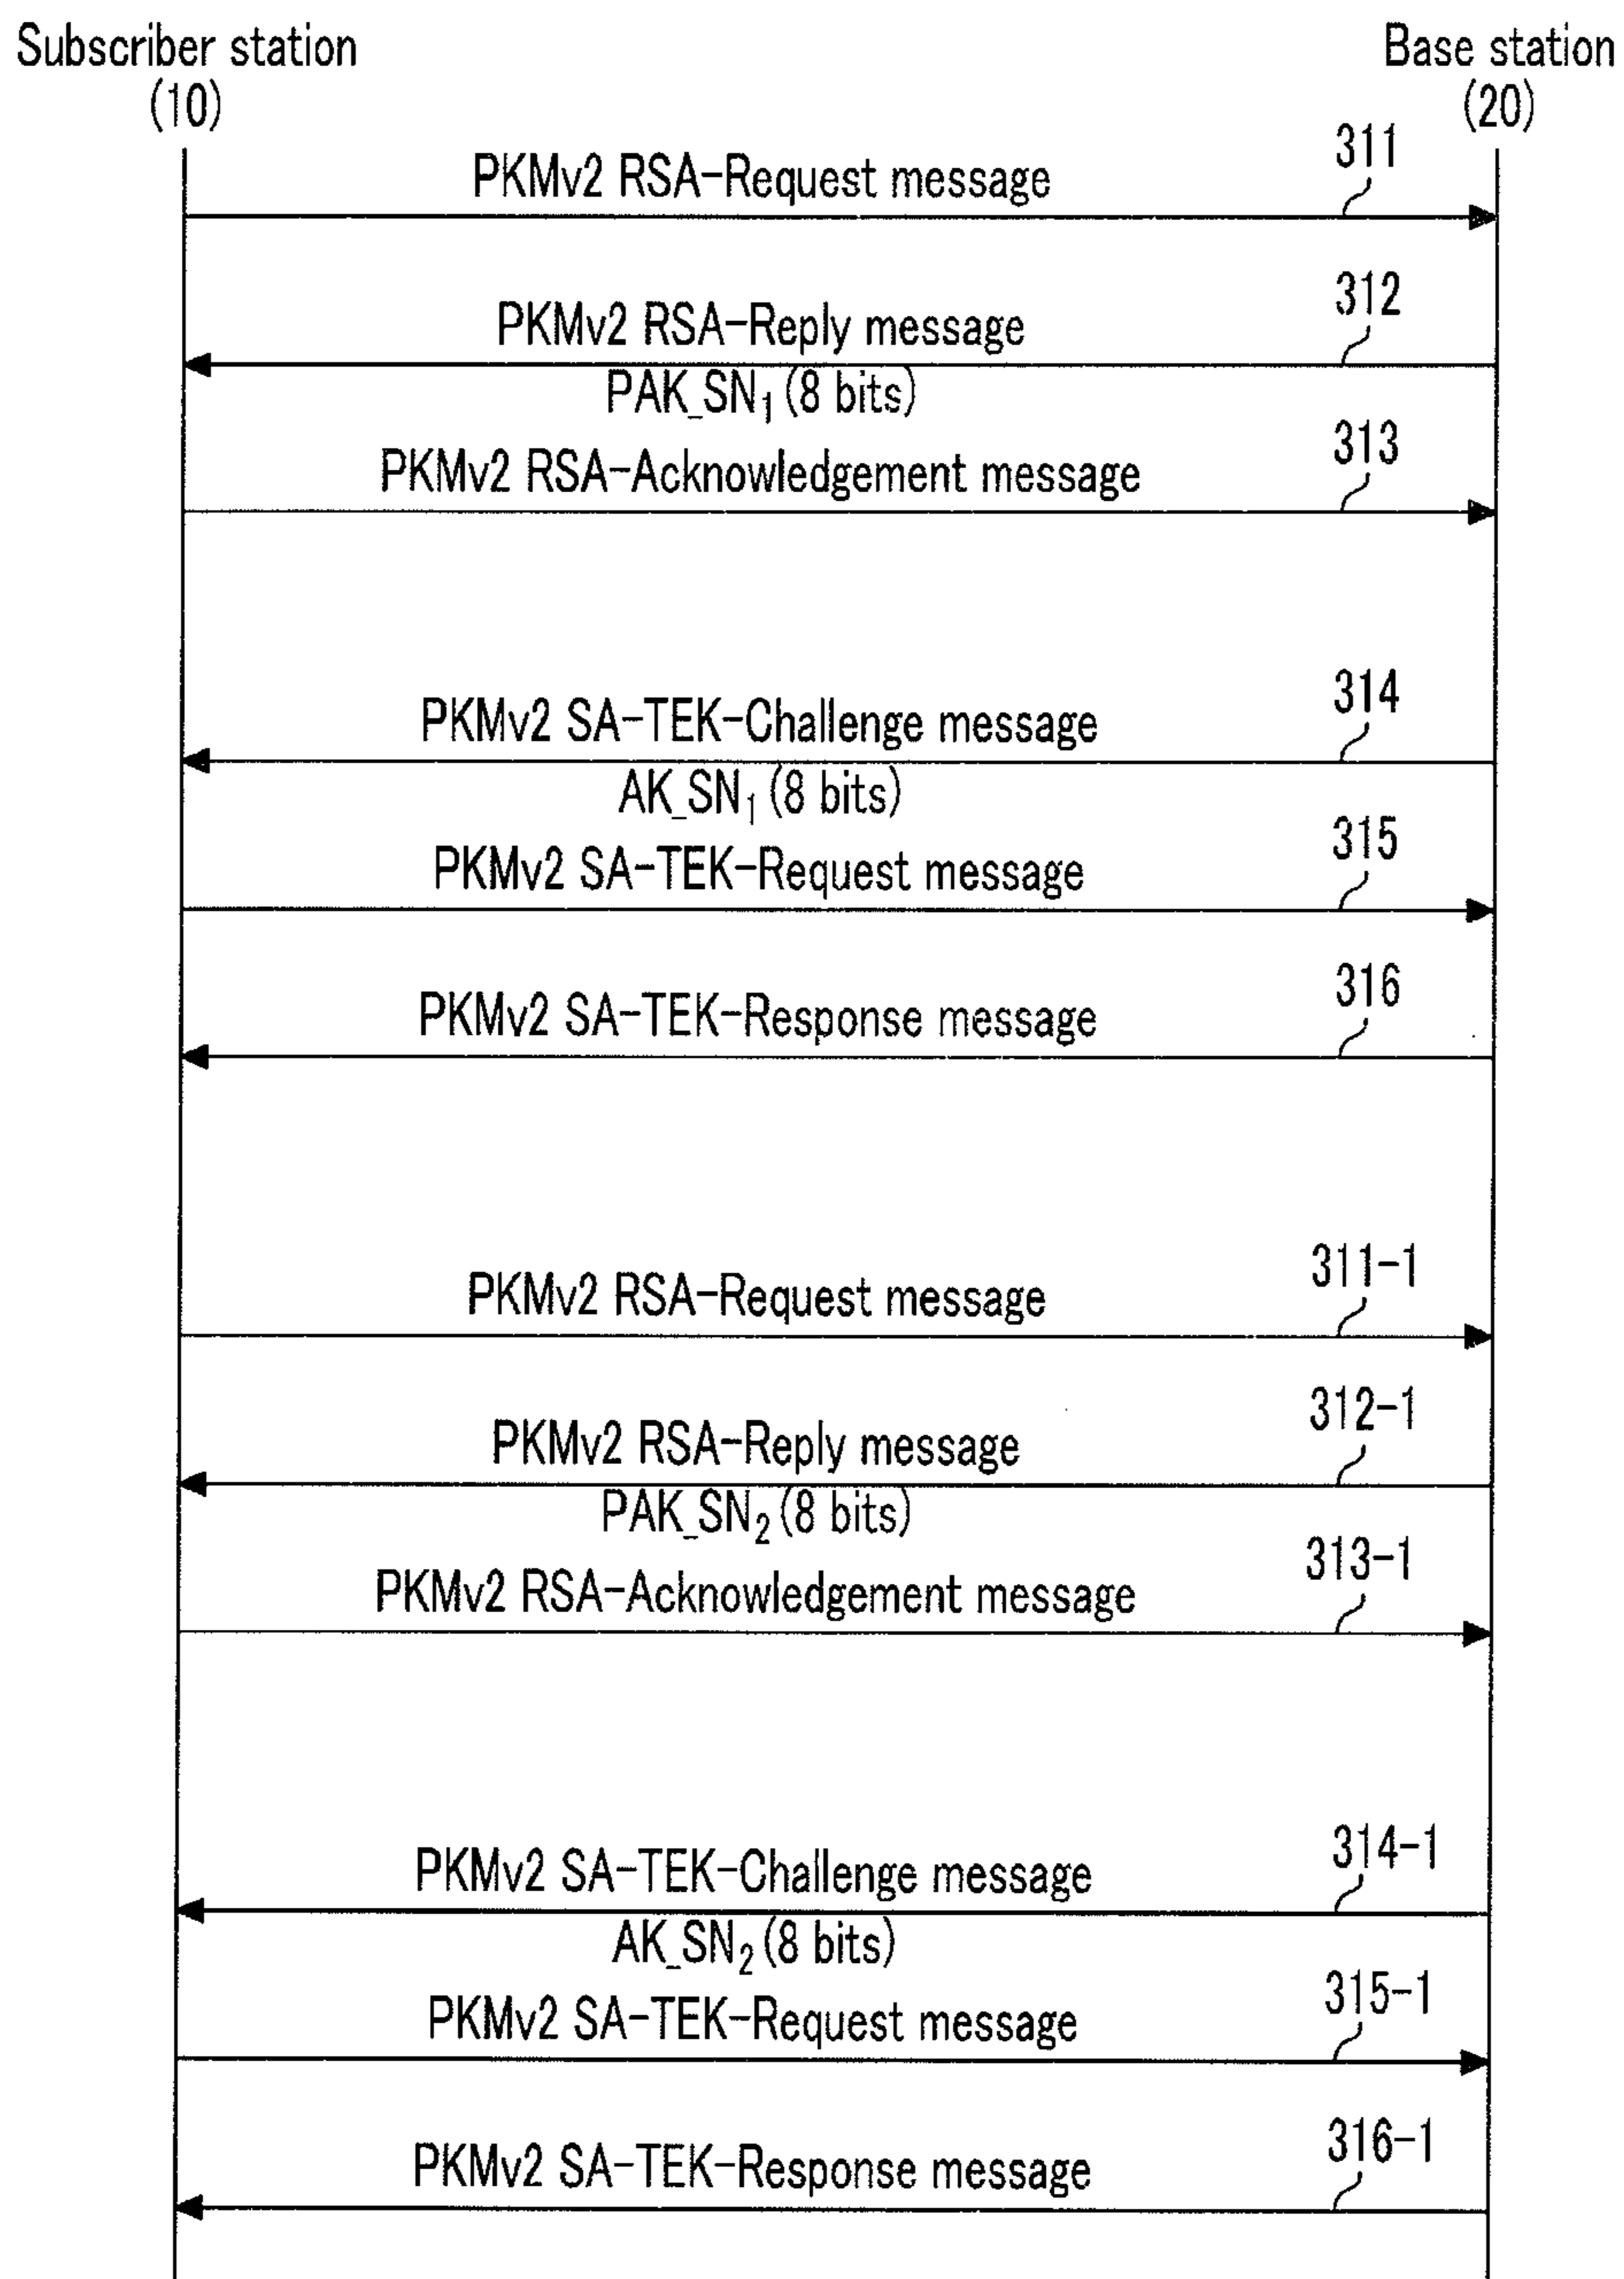 Subscriber station
(10)
Base station
(20)
PKMv2 RSA-Request message
311
PKMv2 RSA-Reply message
312
PAK_SN₁ (8 bits)
PKMv2 RSA-Acknowledgement message
313
PKMv2 SA-TEK-Challenge message
314
AK_SN₁ (8 bits)
PKMv2 SA-TEK-Request message
315
PKMv2 SA-TEK-Response message
316
PKMv2 RSA-Request message
311-1
PKMv2 RSA-Reply message
312-1
PAK_SN₂ (8 bits)
PKMv2 RSA-Acknowledgement message
313-1
PKMv2 SA-TEK-Challenge message
314-1
AK_SN₂ (8 bits)
PKMv2 SA-TEK-Request message
315-1
PKMv2 SA-TEK-Response message
316-1